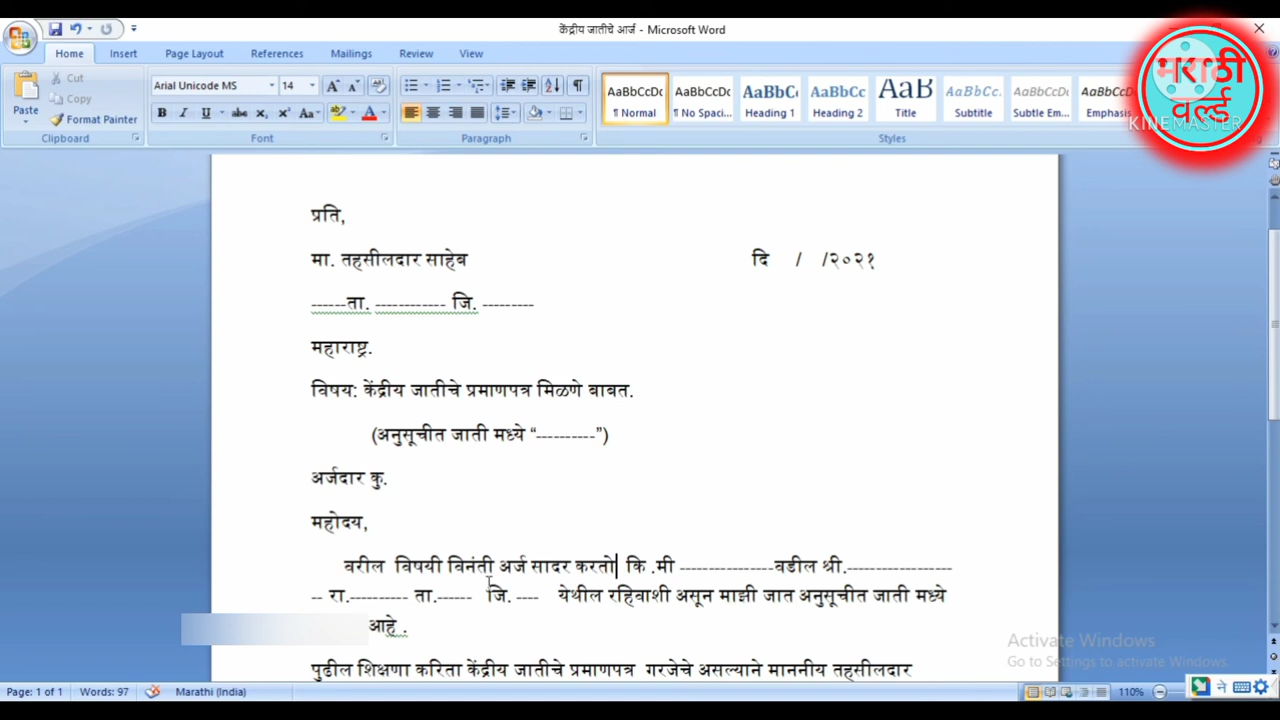 केंद्रीय जातीचे आर्ज - Microsoft Word
Home Insert Page Layout References Mailings Review View
Paste
Cut
Copy
Format Painter
Clipboard
Arial Unicode MS 14
Font
Paragraph
AaBbCcDc AaBbCcDc AaBbC AaBbCc AaB AaBbCc. AaBbCcDc AaBbCcDc
¶ Normal ¶ No Spaci... Heading 1 Heading 2 Title Subtitle Subtle Em... Emphasis
Styles
मराठी
वर्ल्ड
KINEMASTER
प्रति,
मा. तहसीलदार साहेब दि / /२०२१
------ता. ------------ जि. ---------
महाराष्ट्र.
विषय: केंद्रीय जातीचे प्रमाणपत्र मिळणे बाबत.
(अनुसूचीत जाती मध्ये “----------”)
अर्जदार कु.
महोदय,
वरील विषयी विनंती अर्ज सादर करतो कि .मी ----------------वडील श्री.------------------
-- रा.---------- ता.------ जि. ---- येथील रहिवाशी असून माझी जात अनुसूचीत जाती मध्ये
आहे .
पुढील शिक्षणा करिता केंद्रीय जातीचे प्रमाणपत्र गरजेचे असल्याने माननीय तहसीलदार
Activate Windows
Go to Settings to activate Windows.
Page: 1 of 1 Words: 97 Marathi (India) 110% ने